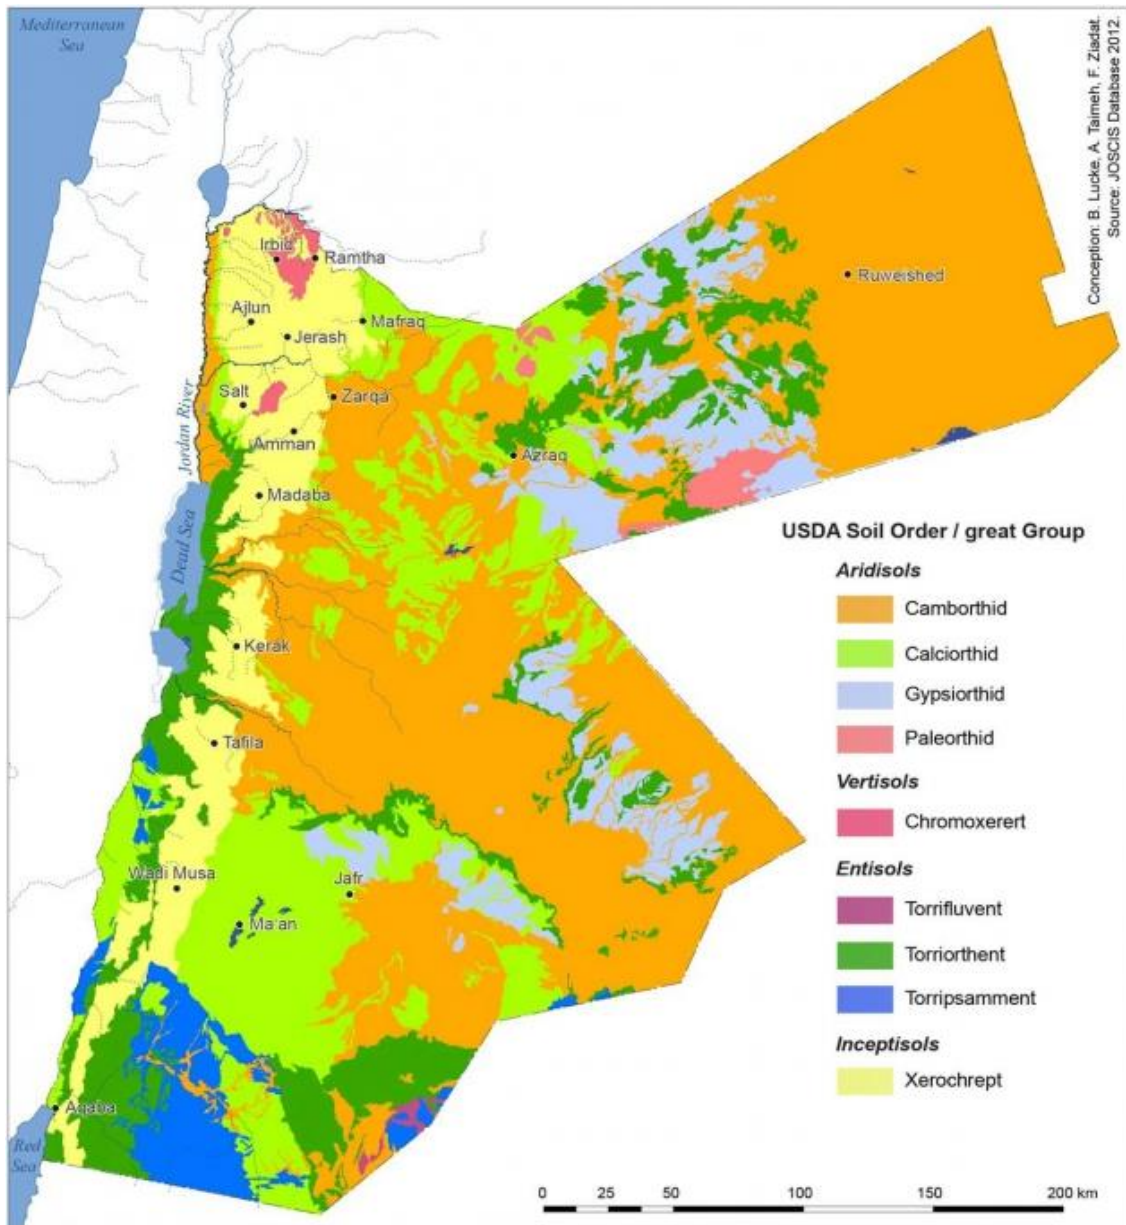 Mediterranean
Sea
Conception: B. Lucke, A. Taimeh, F. Ziadat.
Source: JOSCIS Database 2012.
Irbid
Ramtha
Ruweished
Ajlun
Mafraq
Jerash
Jordan River
Salt
Zarqa
Amman
Azraq
Madaba
Dead Sea
Kerak
Tafila
Wadi Musa
Jafr
Ma'an
Aqaba
Red
Sea
USDA Soil Order / great Group
Aridisols
Camborthid
Calciorthid
Gypsiorthid
Paleorthid
Vertisols
Chromoxerert
Entisols
Torrifluvent
Torriorthent
Torripsamment
Inceptisols
Xerochrept
0 25 50 100 150 200 km